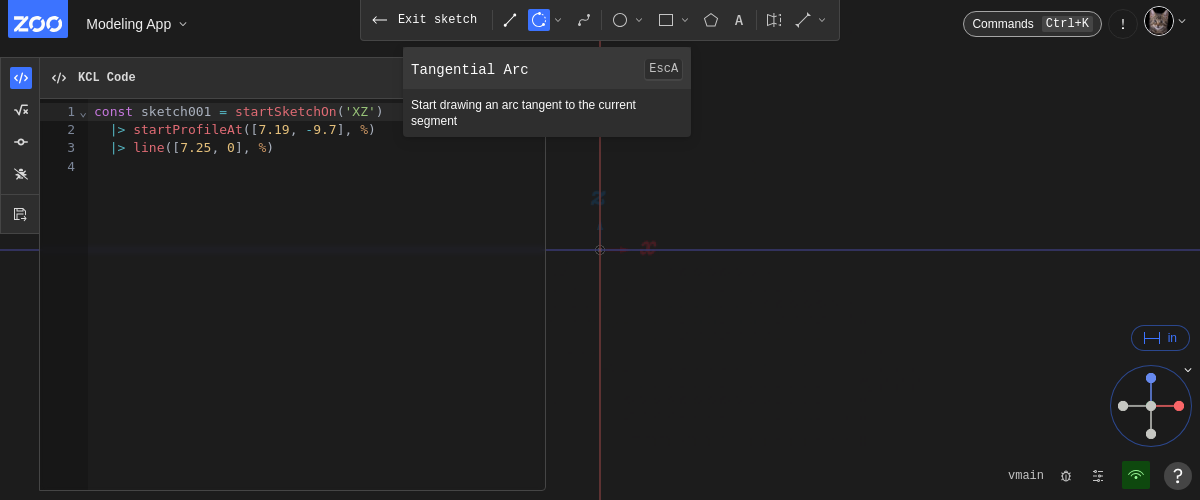 ZOO
Modeling App
Exit sketch
A
Commands Ctrl+K
!
KCL Code
Tangential Arc EscA
Start drawing an arc tangent to the current
segment
1 const sketch001 = startSketchOn('XZ')
2 |> startProfileAt([7.19, -9.7], %)
3 |> line([7.25, 0], %)
4
z
x
in
vmain
?